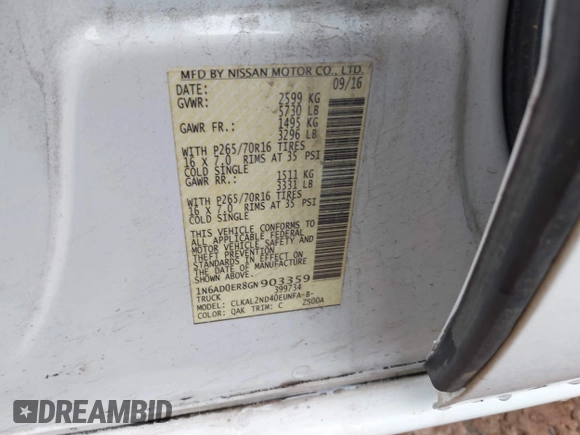 MFD BY NISSAN MOTOR CO., LTD.
DATE: 09/16
GVWR: 2599 KG
5730 LB
GAWR FR.: 1495 KG
3296 LB
WITH P265/70R16 TIRES
16 X 7.0 RIMS AT 35 PSI
COLD SINGLE
GAWR RR.: 1511 KG
3331 LB
WITH P265/70R16 TIRES
16 X 7.0 RIMS AT 35 PSI
COLD SINGLE
THIS VEHICLE CONFORMS TO
ALL APPLICABLE FEDERAL
MOTOR VEHICLE SAFETY AND
THEFT PREVENTION
STANDARDS IN EFFECT ON
THE DATE OF MANUFACTURE
SHOWN ABOVE.
1N6AD0ER8GN903359
TRUCK 399734
MODEL: CLKAL2ND40EUNFA-B-
COLOR: QAK TRIM: C 2500A
DREAMBID